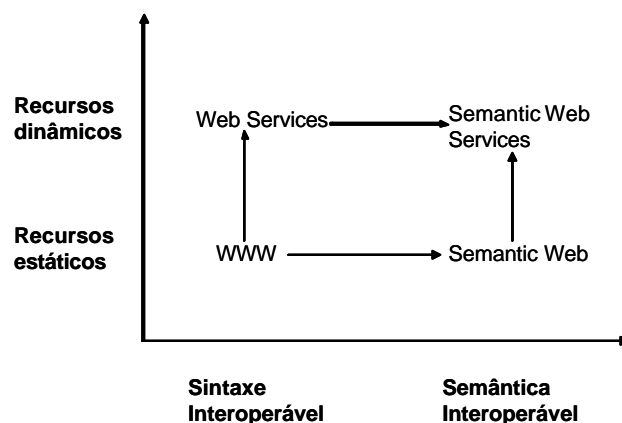 Recursos
dinâmicos
Web Services
Semantic Web
Services
Recursos
estáticos
WWW
Semantic Web
Sintaxe
Interoperável
Semântica
Interoperável